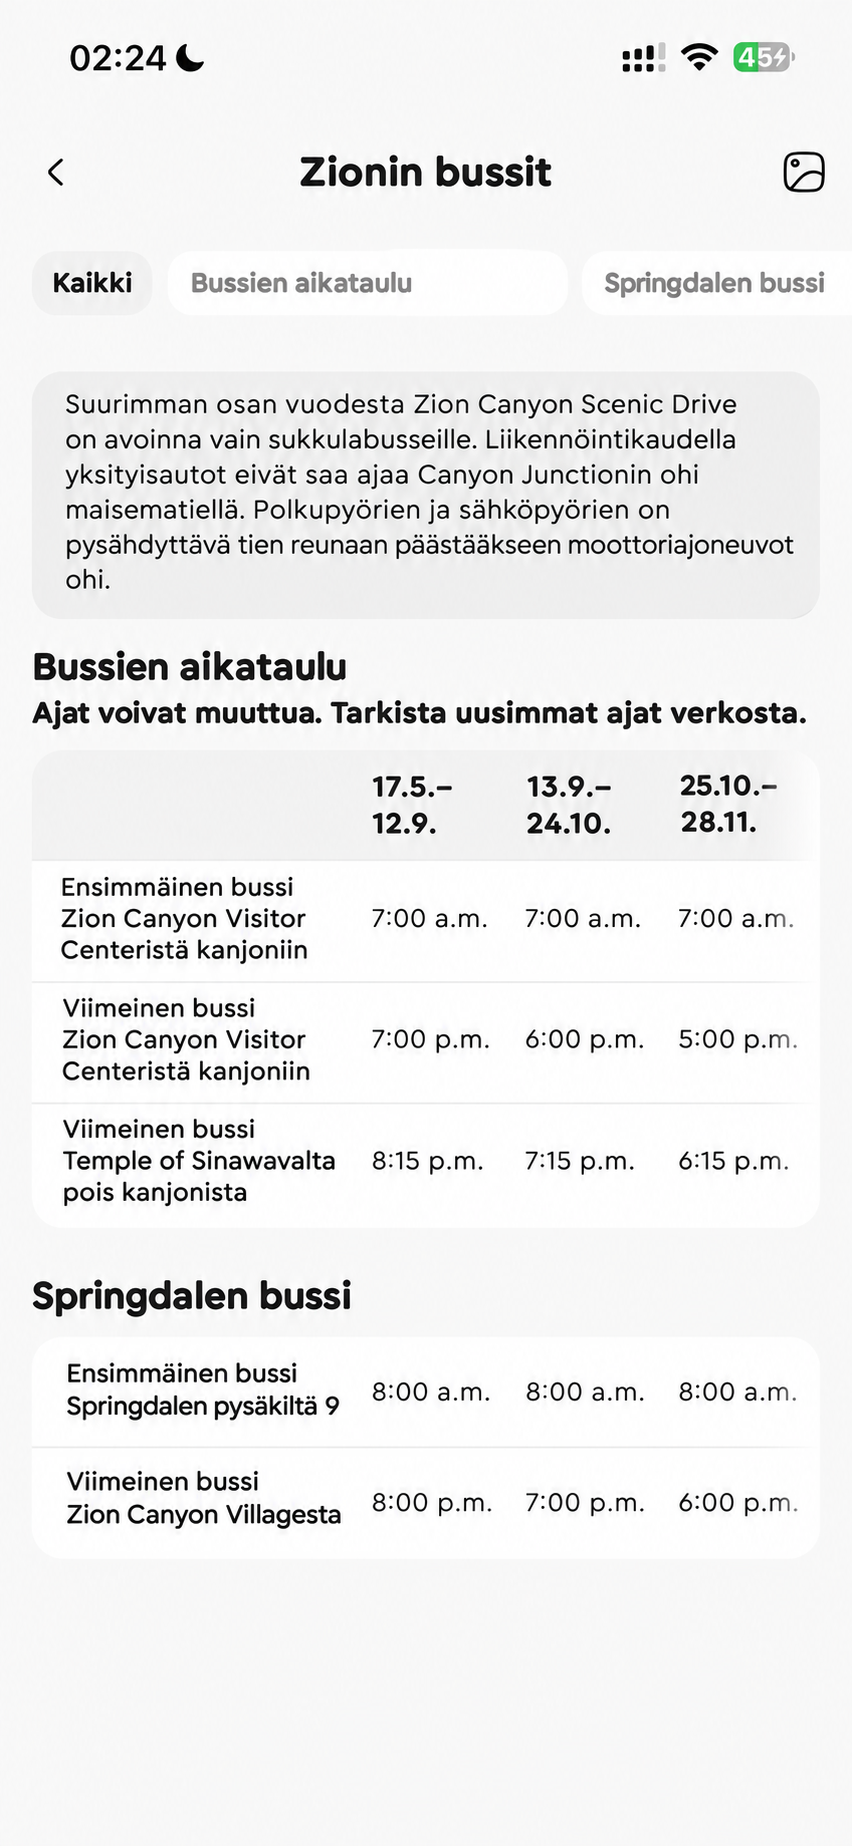 02:24
45
Zionin bussit
Kaikki
Bussien aikataulu
Springdalen bussi
Suurimman osan vuodesta Zion Canyon Scenic Drive
on avoinna vain sukkulabusseille. Liikennöintikaudella
yksityisautot eivät saa ajaa Canyon Junctionin ohi
maisematiellä. Polkupyörien ja sähköpyörien on
pysähdyttävä tien reunaan päästääkseen moottoriajoneuvot
ohi.
Bussien aikataulu
Ajat voivat muuttua. Tarkista uusimmat ajat verkosta.
17.5.–
12.9.
13.9.–
24.10.
25.10.–
28.11.
Ensimmäinen bussi
Zion Canyon Visitor
Centeristä kanjoniin
7:00 a.m.
7:00 a.m.
7:00 a.m.
Viimeinen bussi
Zion Canyon Visitor
Centeristä kanjoniin
7:00 p.m.
6:00 p.m.
5:00 p.m.
Viimeinen bussi
Temple of Sinawavalta
pois kanjonista
8:15 p.m.
7:15 p.m.
6:15 p.m.
Springdalen bussi
Ensimmäinen bussi
Springdalen pysäkiltä 9
8:00 a.m.
8:00 a.m.
8:00 a.m.
Viimeinen bussi
Zion Canyon Villagesta
8:00 p.m.
7:00 p.m.
6:00 p.m.